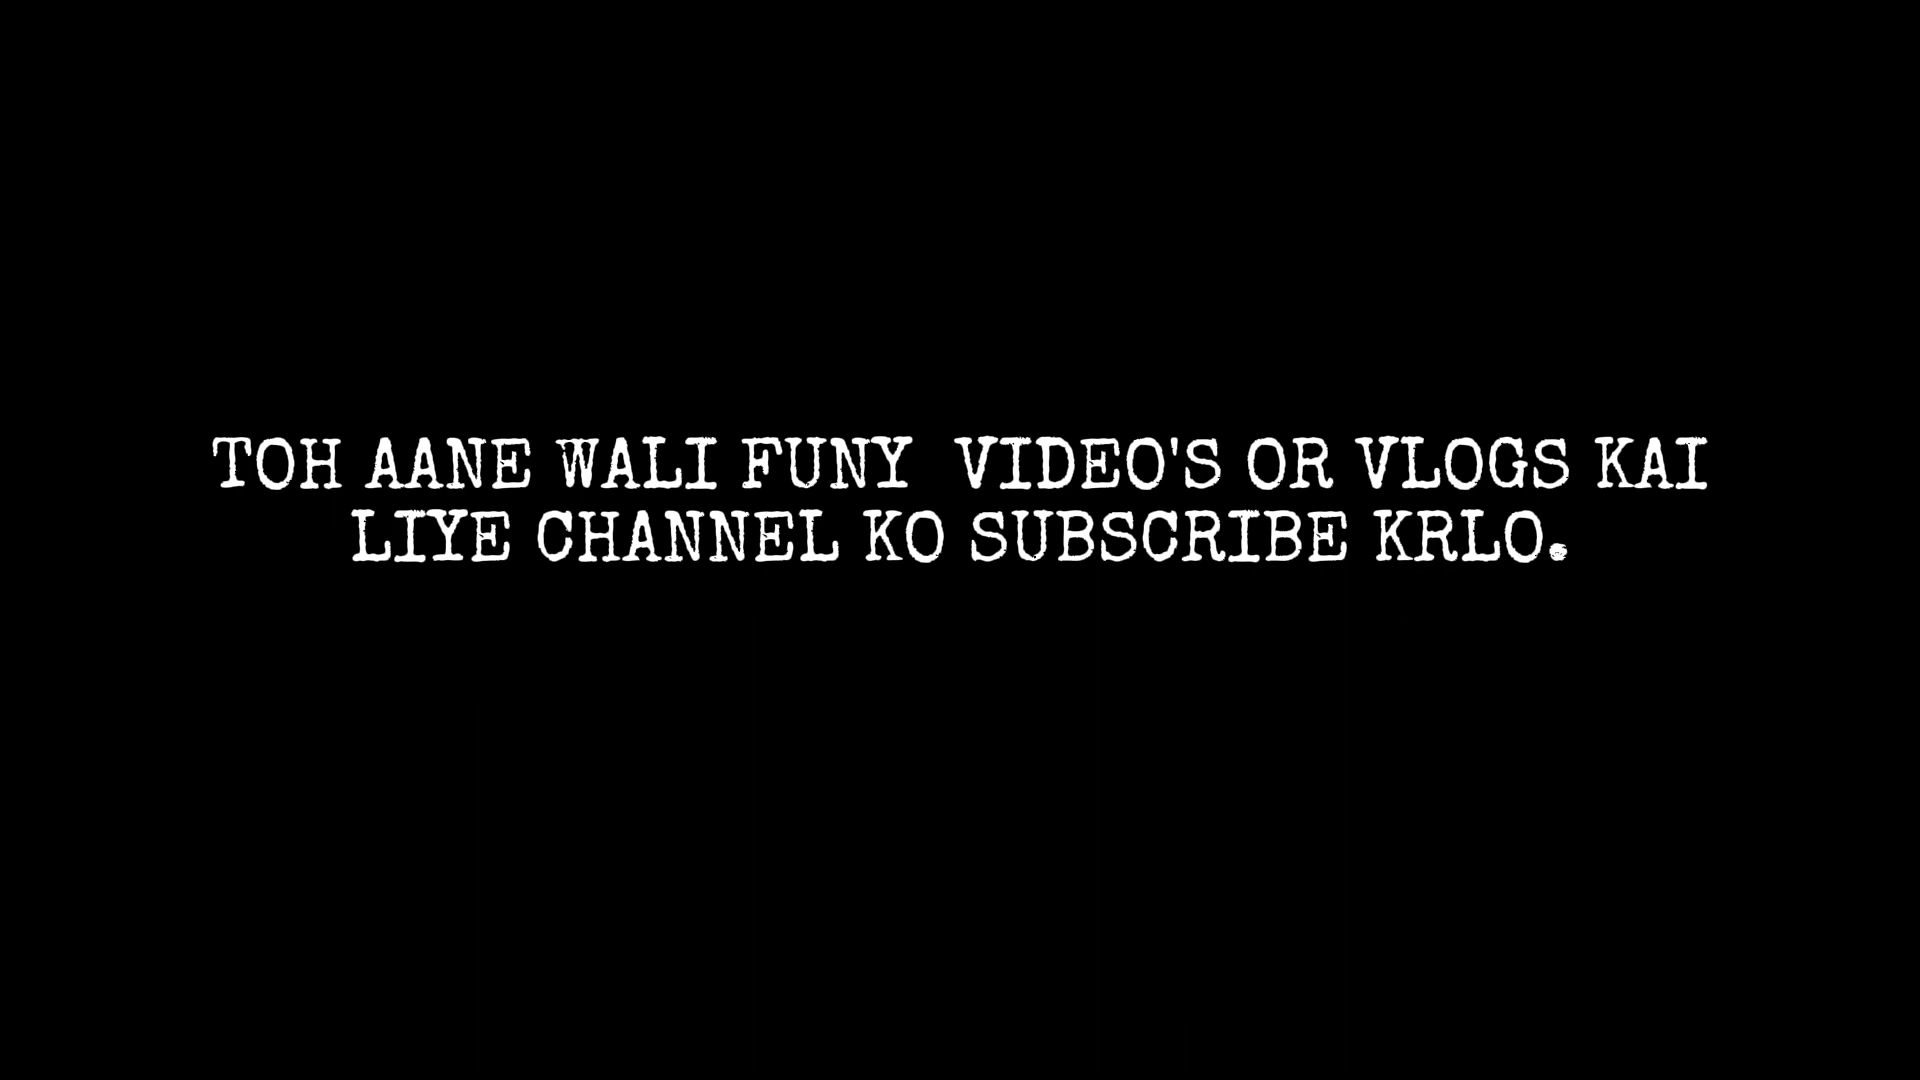 TOH AANE WALI FUNY  VIDEO'S OR VLOGS KAI
LIYE CHANNEL KO SUBSCRIBE KRLO.